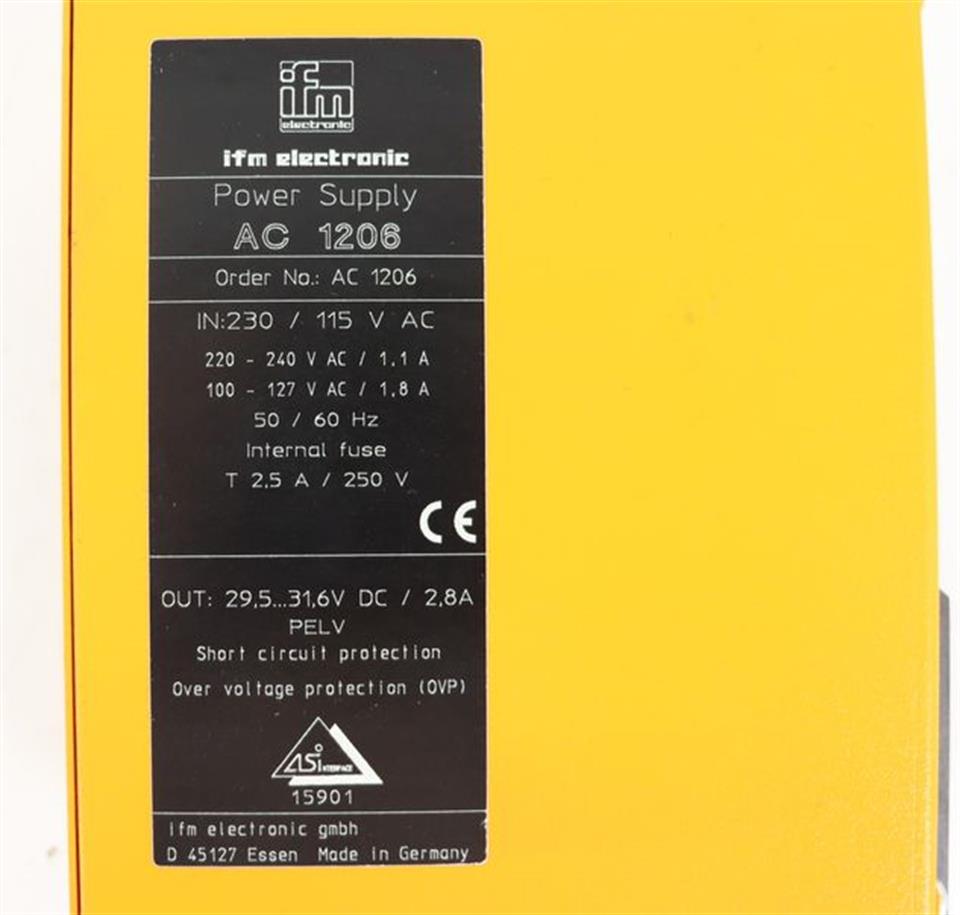 ifm
electronic
ifm electronic
Power Supply
AC 1206
Order No.: AC 1206
IN:230 / 115 V AC
220 - 240 V AC / 1,1 A
100 - 127 V AC / 1,8 A
50 / 60 Hz
Internal fuse
T 2,5 A / 250 V
CE
OUT: 29,5...31,6V DC / 2,8A
PELV
Short circuit protection
Over voltage protection (OVP)
ASi INTERFACE
15901
ifm electronic gmbh
D 45127 Essen Made in Germany